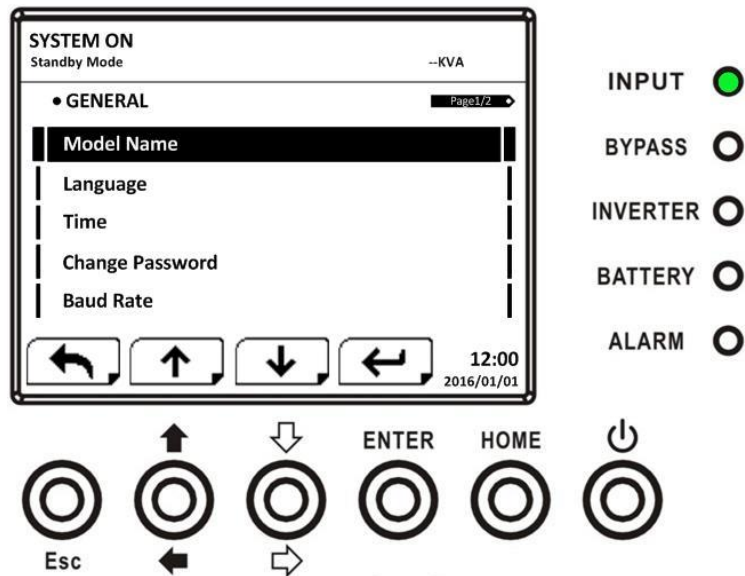 SYSTEM ON
Standby Mode
--KVA
• GENERAL
Page1/2
Model Name
Language
Time
Change Password
Baud Rate
12:00
2016/01/01
INPUT
BYPASS
INVERTER
BATTERY
ALARM
ENTER
HOME
Esc